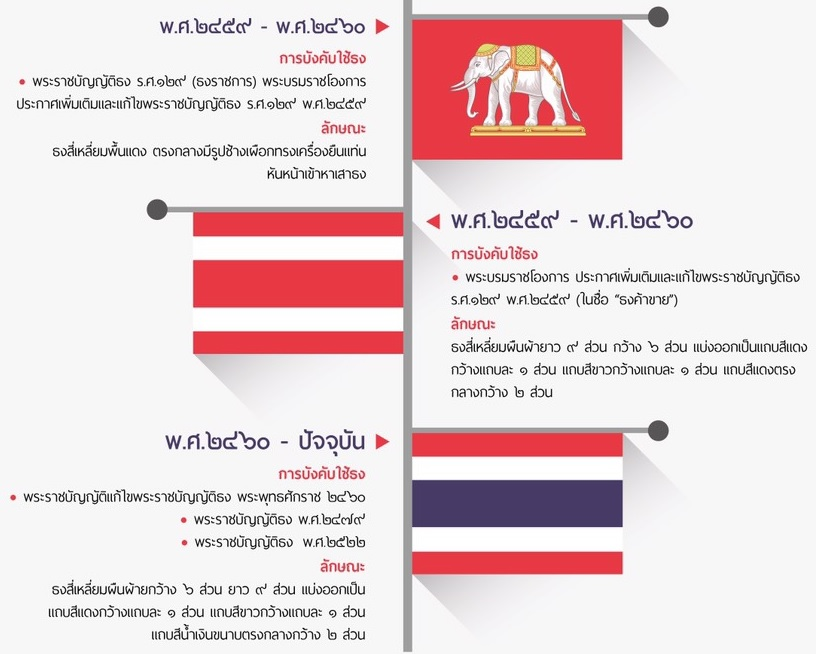 พ.ศ.๒๔๕๙ - พ.ศ.๒๔๖๐
การบังคับใช้ธง
• พระราชบัญญัติธง ร.ศ.๑๒๙ (ธงราชการ) พระบรมราชโองการ
ประกาศเพิ่มเติมและแก้ไขพระราชบัญญัติธง ร.ศ.๑๒๙ พ.ศ.๒๔๕๙
ลักษณะ
ธงสี่เหลี่ยมพื้นแดง ตรงกลางมีรูปช้างเผือกทรงเครื่องยืนแท่น
หันหน้าเข้าหาเสาธง
พ.ศ.๒๔๕๙ - พ.ศ.๒๔๖๐
การบังคับใช้ธง
• พระบรมราชโองการ ประกาศเพิ่มเติมและแก้ไขพระราชบัญญัติธง
ร.ศ.๑๒๙ พ.ศ.๒๔๕๙ (ในชื่อ "ธงค้าขาย")
ลักษณะ
ธงสี่เหลี่ยมผืนผ้ายาว ๙ ส่วน กว้าง ๖ ส่วน แบ่งออกเป็นแถบสีแดง
กว้างแถบละ ๑ ส่วน แถบสีขาวกว้างแถบละ ๑ ส่วน แถบสีแดงตรง
กลางกว้าง ๒ ส่วน
พ.ศ.๒๔๖๐ - ปัจจุบัน
การบังคับใช้ธง
• พระราชบัญญัติแก้ไขพระราชบัญญัติธง พระพุทธศักราช ๒๔๖๐
• พระราชบัญญัติธง พ.ศ.๒๔๗๙
• พระราชบัญญัติธง พ.ศ.๒๕๒๒
ลักษณะ
ธงสี่เหลี่ยมผืนผ้ายกว้าง ๖ ส่วน ยาว ๙ ส่วน แบ่งออกเป็น
แถบสีแดงกว้างแถบละ ๑ ส่วน แถบสีขาวกว้างแถบละ ๑ ส่วน
แถบสีน้ำเงินขนาบตรงกลางกว้าง ๒ ส่วน